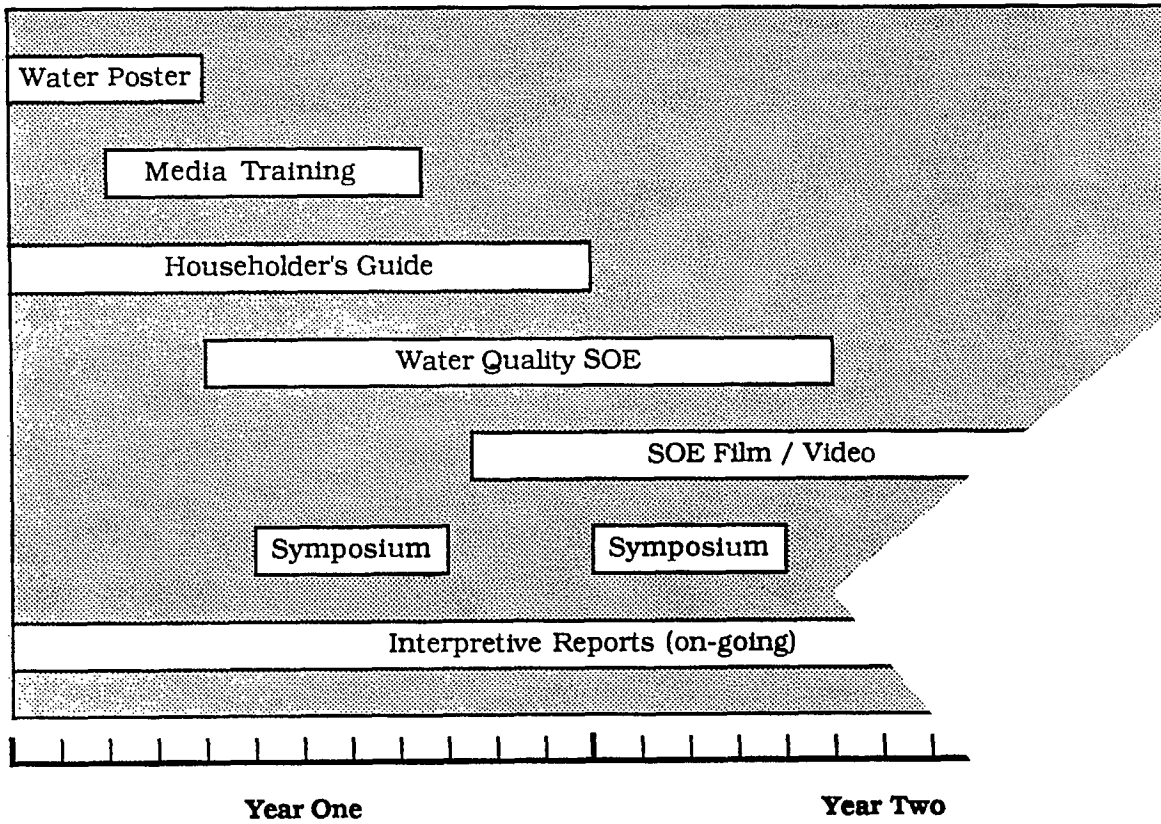 Water Poster
Media Training
Householder's Guide
Water Quality SOE
SOE Film / Video
Symposium
Symposium
Interpretive Reports (on-going)
Year One
Year Two